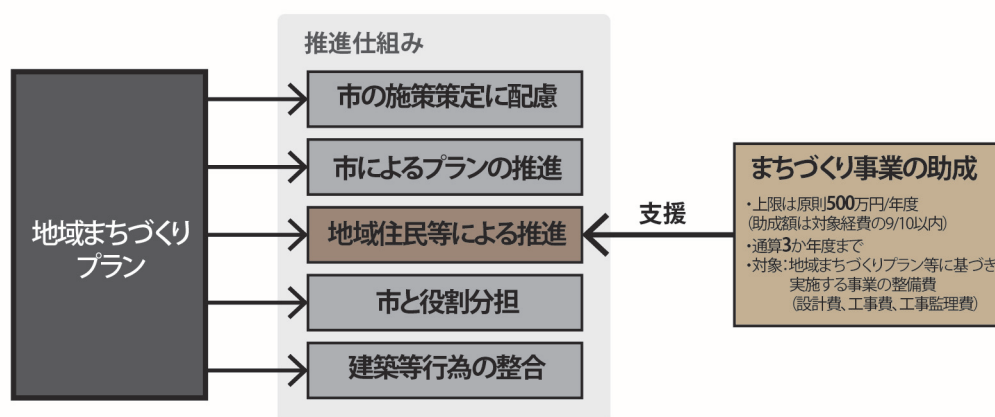 推進仕組み
地域まちづくり
プラン
市の施策策定に配慮
市によるプランの推進
地域住民等による推進
市と役割分担
建築等行為の整合
支援
まちづくり事業の助成
・上限は原則500万円/年度
(助成額は対象経費の9/10以内)
・通算3か年度まで
・対象:地域まちづくりプラン等に基づき
実施する事業の整備費
(設計費、工事費、工事監理費)